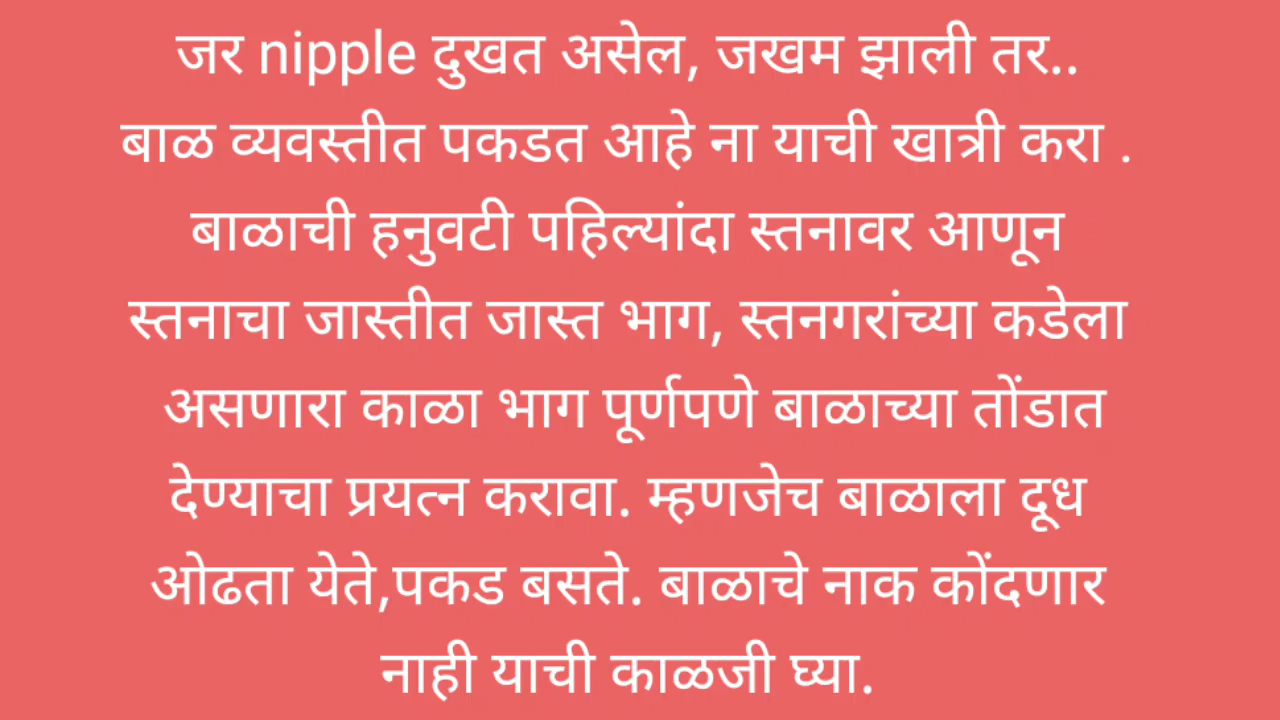 जर nipple दुखत असेल, जखम झाली तर..
बाळ व्यवस्तीत पकडत आहे ना याची खात्री करा .
बाळाची हनुवटी पहिल्यांदा स्तनावर आणून
स्तनाचा जास्तीत जास्त भाग, स्तनगरांच्या कडेला
असणारा काळा भाग पूर्णपणे बाळाच्या तोंडात
देण्याचा प्रयत्न करावा. म्हणजेच बाळाला दूध
ओढता येते,पकड बसते. बाळाचे नाक कोंदणार
नाही याची काळजी घ्या.